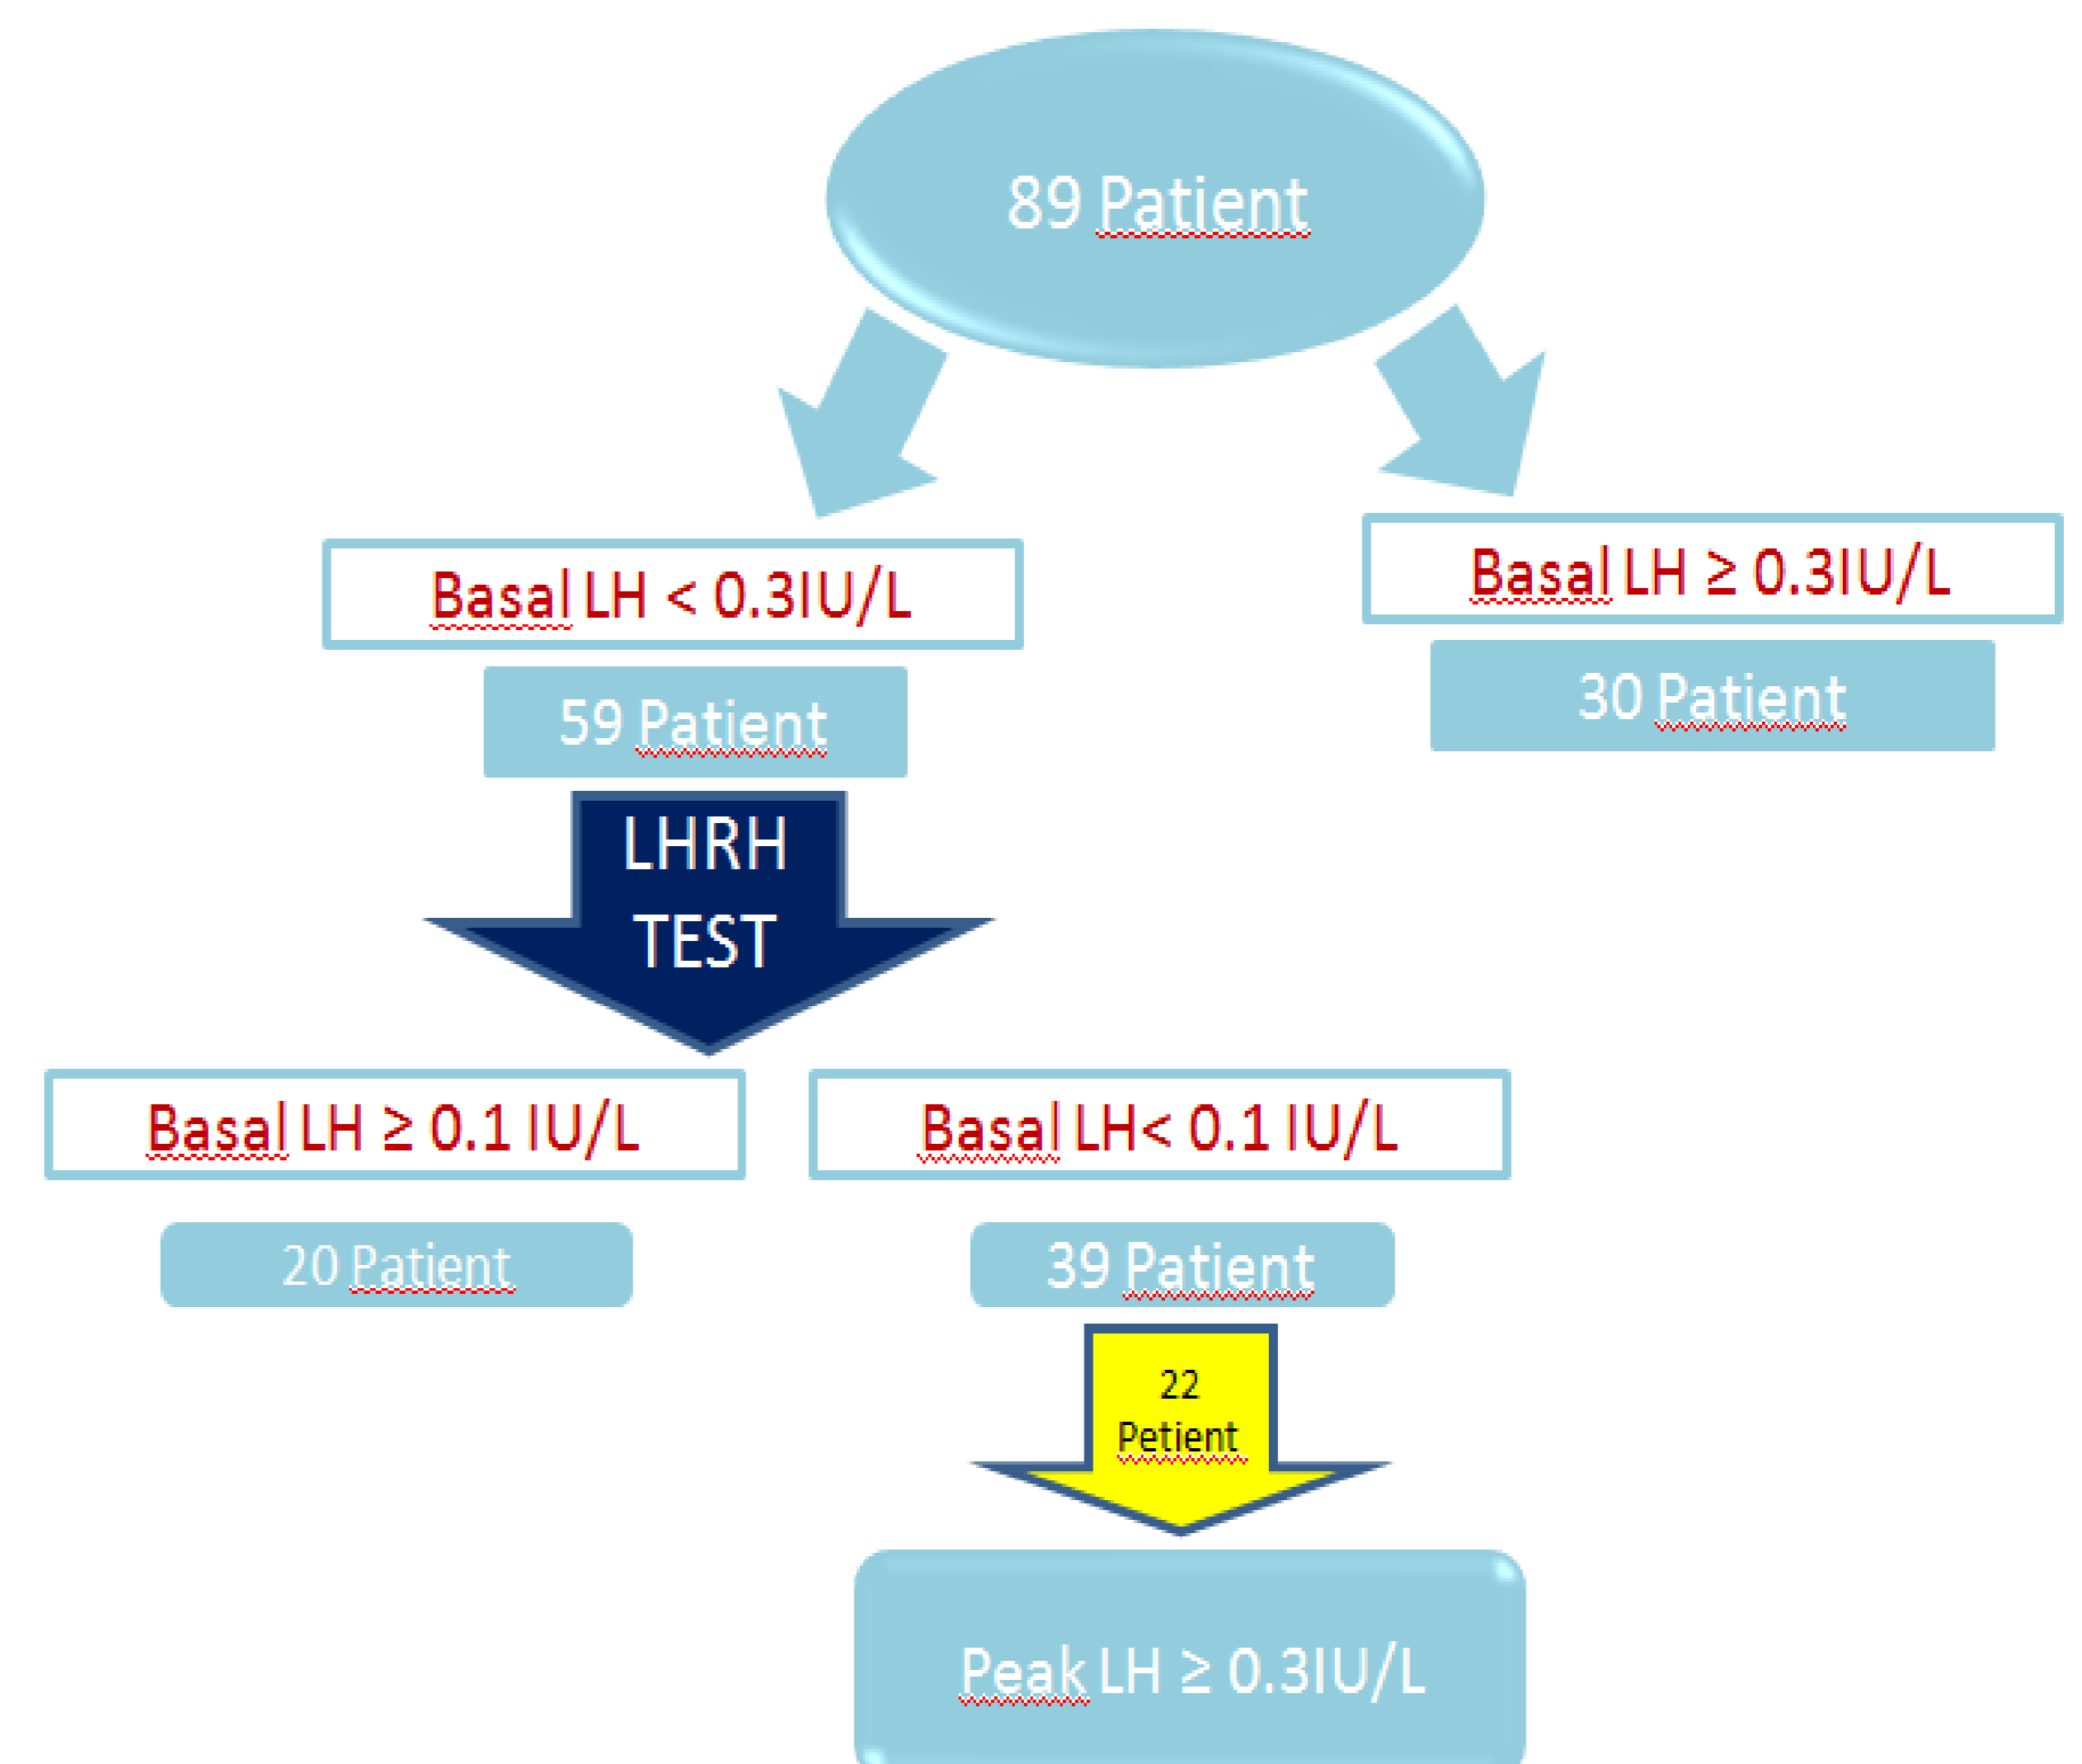 89 Patient
Basal LH < 0.3IU/L
Basal LH ≥ 0.3IU/L
59 Patient
30 Patient
LHRH
TEST
Basal LH ≥ 0.1 IU/L
Basal LH< 0.1 IU/L
20 Patient
39 Patient
22
Petient
Peak LH ≥ 0.3IU/L